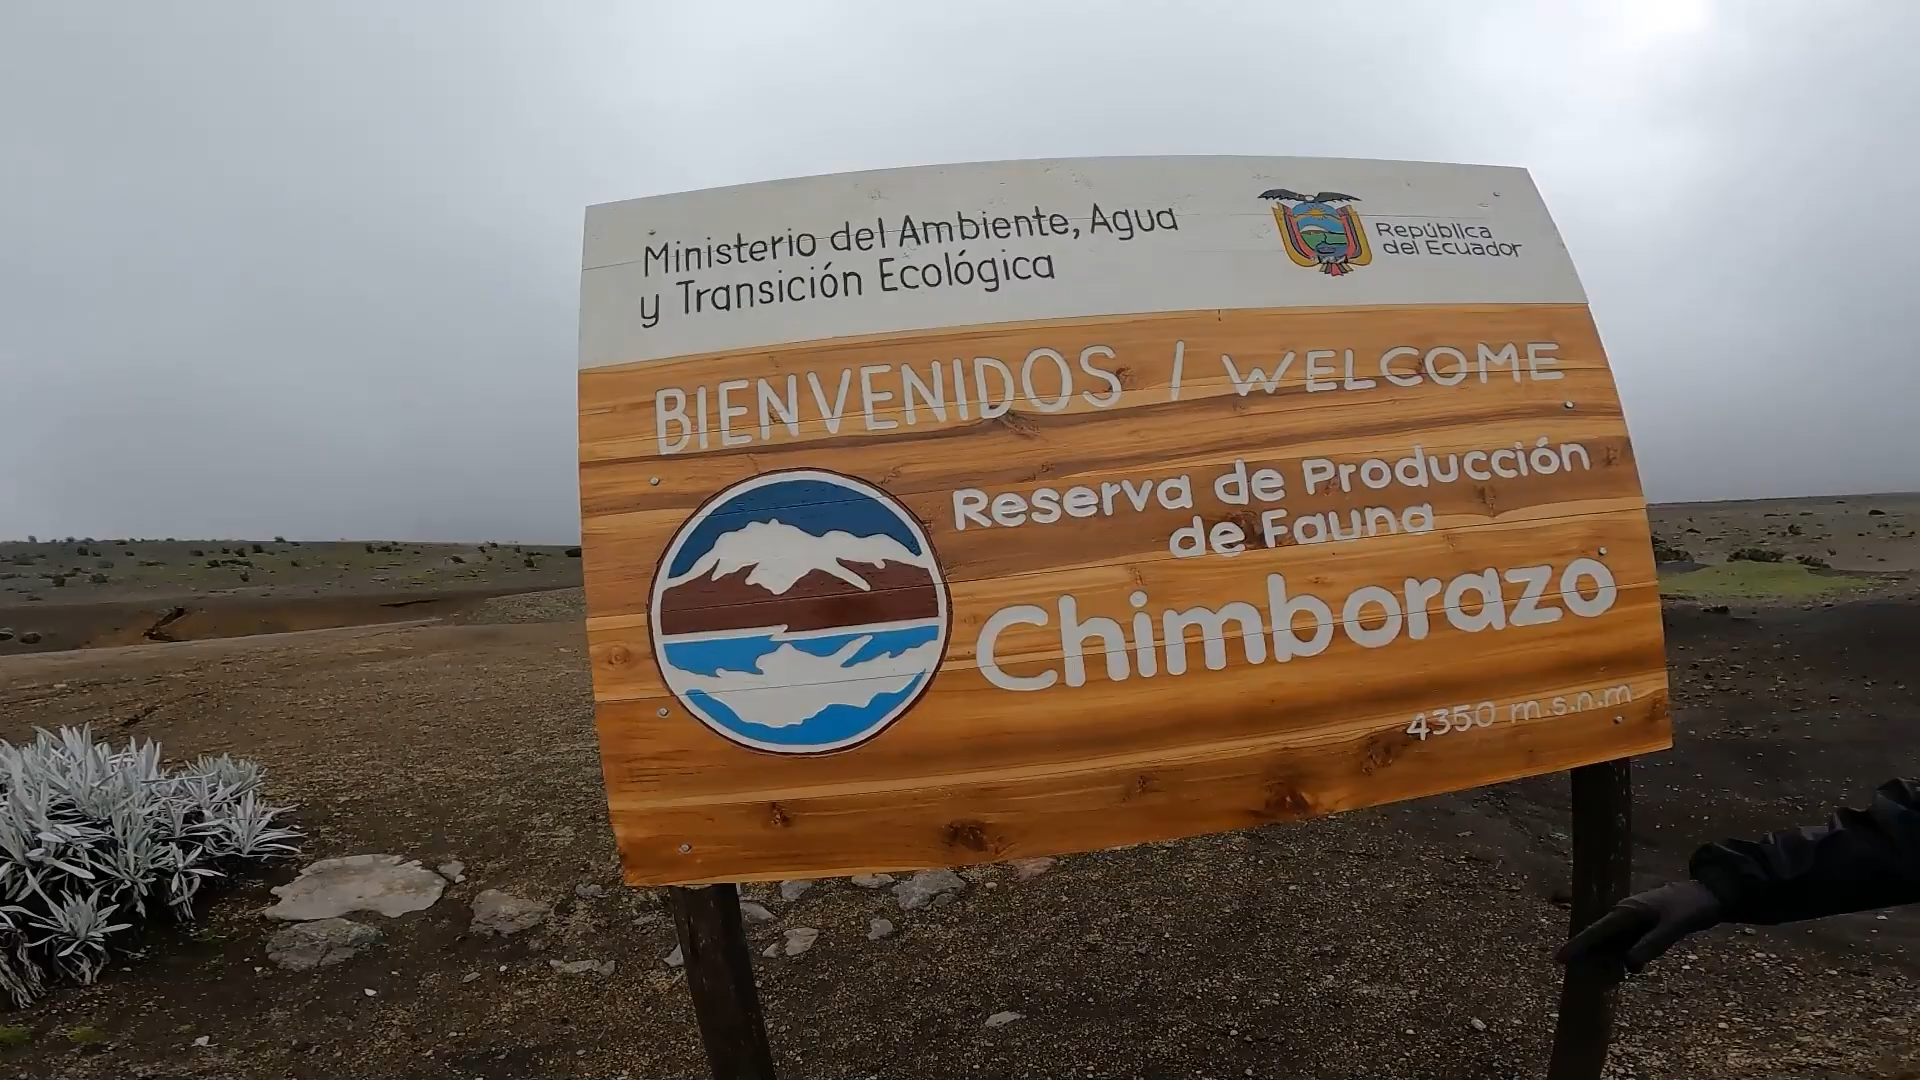 Ministerio del Ambiente, Agua
y Transición Ecológica
República
del Ecuador
BIENVENIDOS / WELCOME
Reserva de Producción
de Fauna
Chimborazo
4350 m.s.n.m